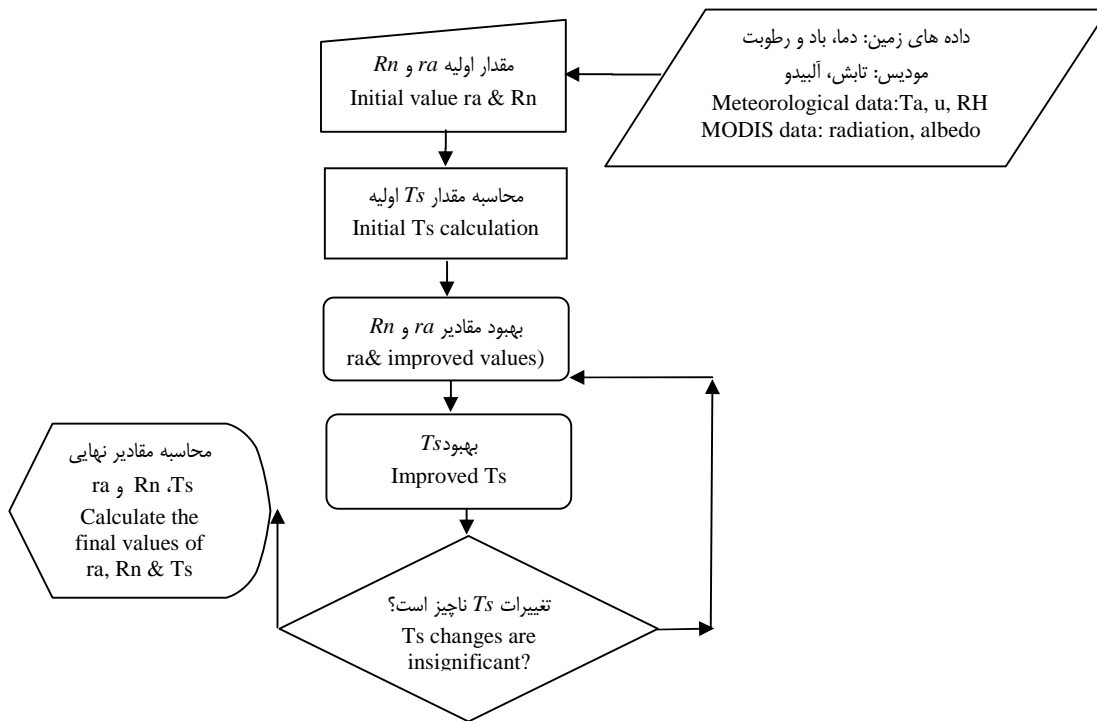 داده های زمین: دما، باد و رطوبت
مودیس: تابش، آلبیدو
Meteorological data:Ta, u, RH
MODIS data: radiation, albedo
مقدار اولیه ra و Rn
Initial value ra & Rn
محاسبه مقدار Ts اولیه
Initial Ts calculation
بهبود مقادیر ra و Rn
ra& improved values)
بهبودTs
Improved Ts
تغییرات Ts ناچیز است؟
Ts changes are
insignificant?
محاسبه مقادیر نهایی
Rn ،Ts و ra
Calculate the
final values of
ra, Rn & Ts